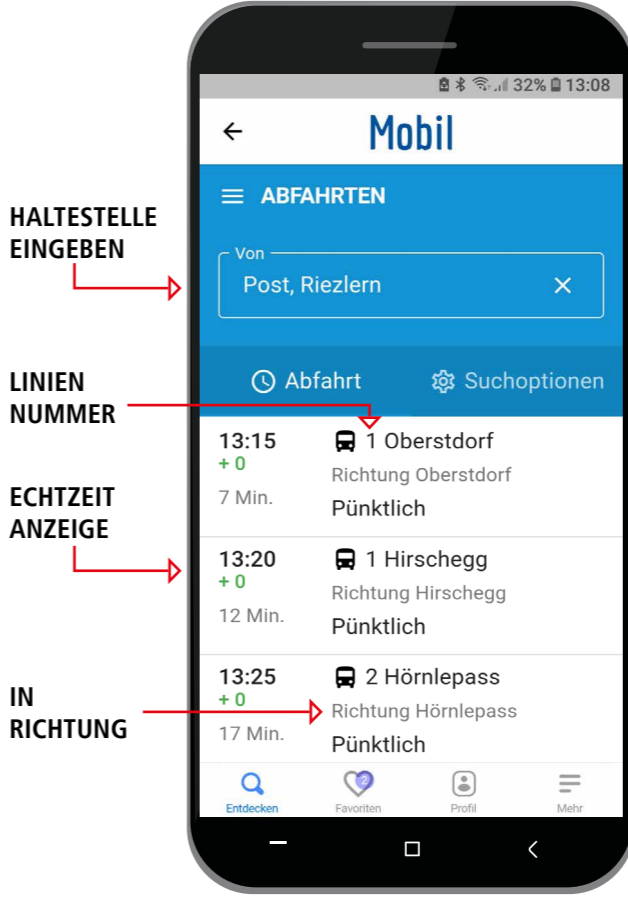 32% 13:08
Mobil
ABFAHRTEN
HALTESTELLE
EINGEBEN
Von
Post, Riezlern
Abfahrt Suchoptionen
LINIEN
NUMMER
13:15 1 Oberstdorf
+ 0 Richtung Oberstdorf
7 Min. Pünktlich
ECHTZEIT
ANZEIGE
13:20 1 Hirschegg
+ 0 Richtung Hirschegg
12 Min. Pünktlich
IN
RICHTUNG
13:25 2 Hörnlepass
+ 0 Richtung Hörnlepass
17 Min. Pünktlich
2
Entdecken Favoriten Profil Mehr